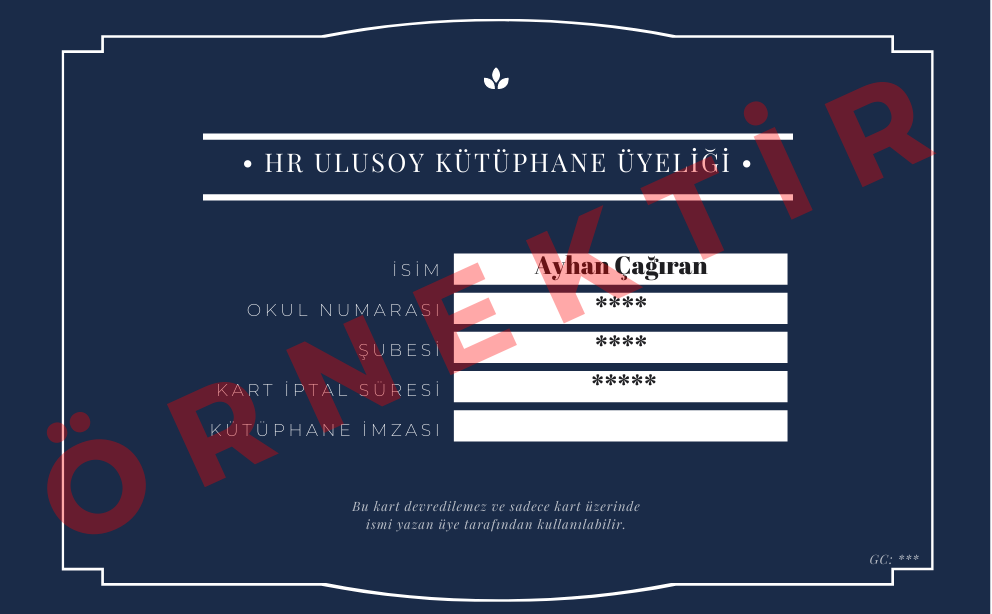 • HR ULUSOY KÜTÜPHANE ÜYELİĞİ •
İSİM Ayhan Çağıran
OKUL NUMARASI ****
ŞUBESİ ****
KART İPTAL SÜRESİ *****
KÜTÜPHANE İMZASI
ÖRNEKTİR
Bu kart devredilemez ve sadece kart üzerinde
ismi yazan üye tarafından kullanılabilir.
GC: ***